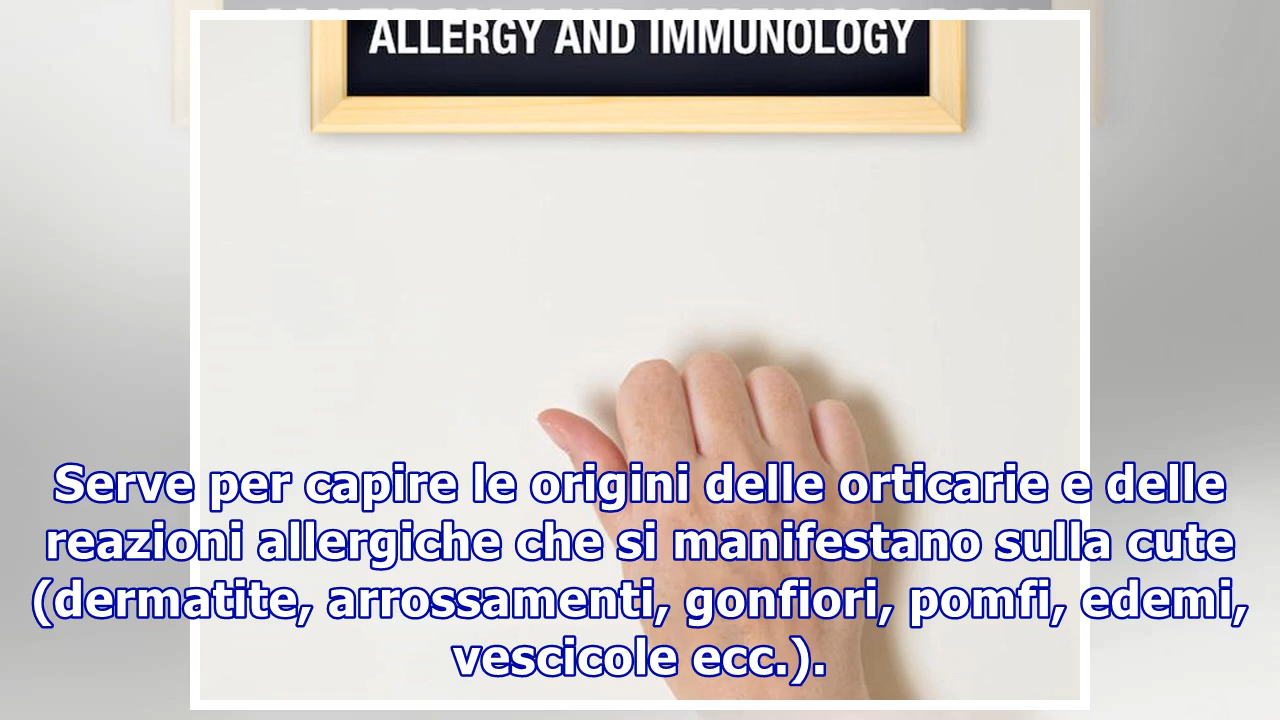 ALLERGY AND IMMUNOLOGY
Serve per capire le origini delle orticarie e delle
reazioni allergiche che si manifestano sulla cute
(dermatite, arrossamenti, gonfiori, pomfi, edemi,
vescicole ecc.).